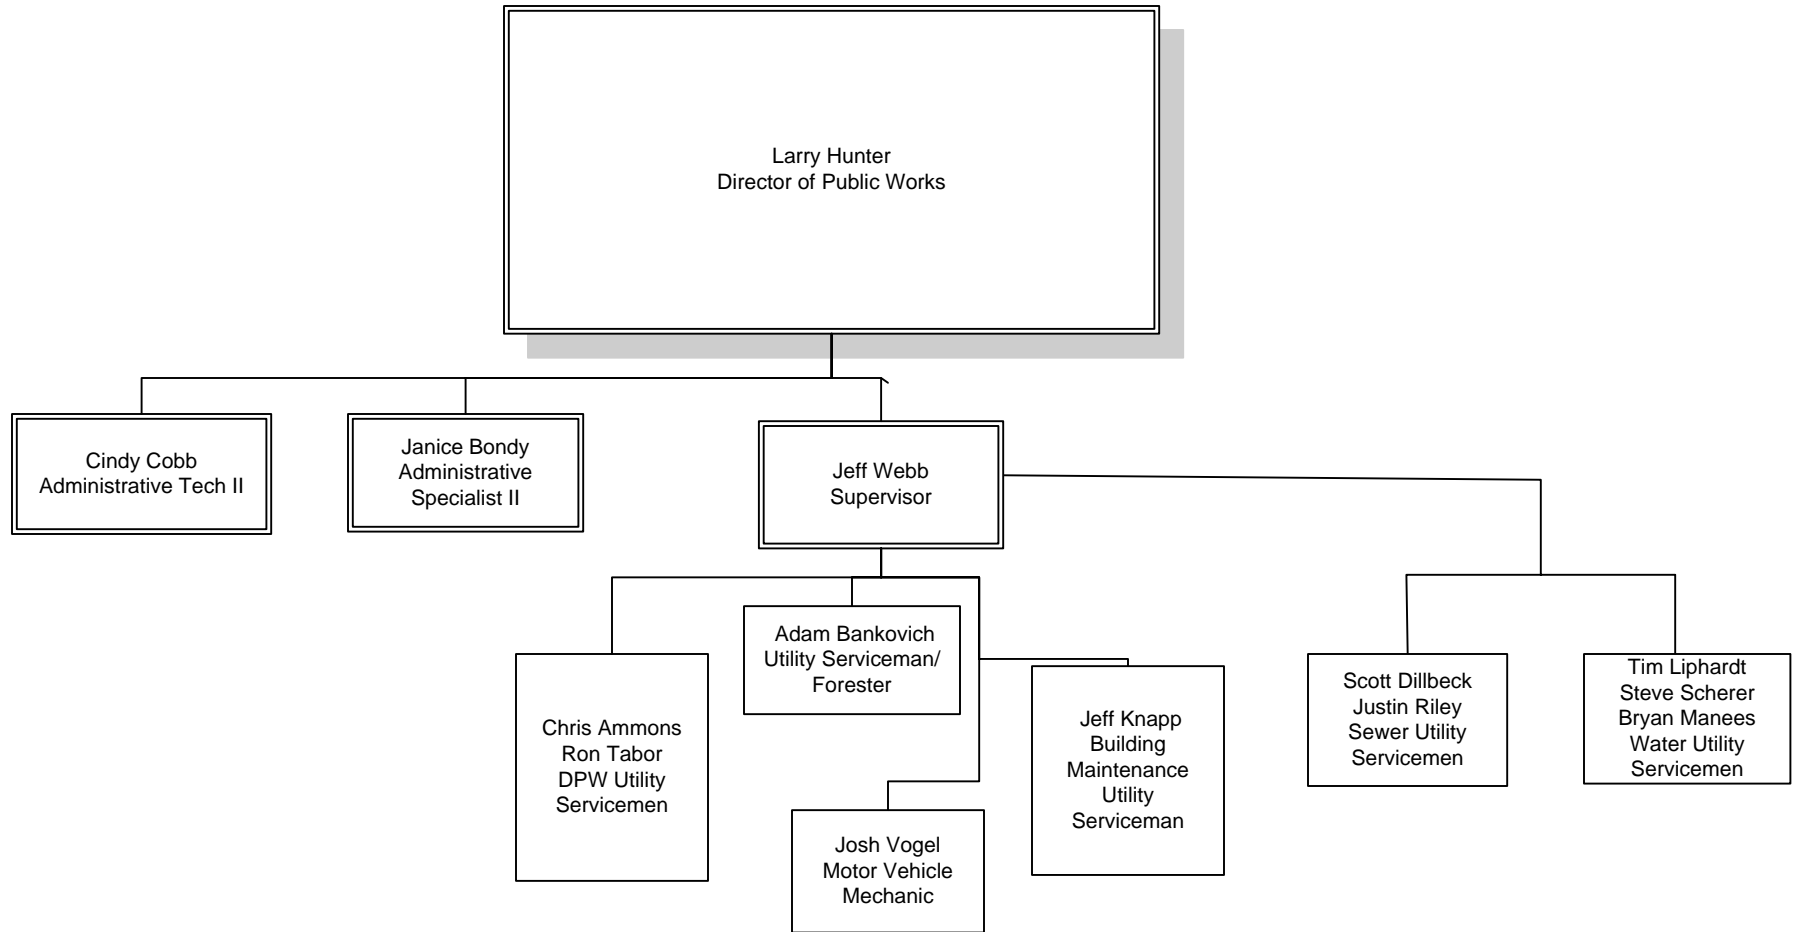 Larry Hunter
Director of Public Works
Cindy Cobb
Administrative Tech II
Janice Bondy
Administrative
Specialist II
Jeff Webb
Supervisor
Chris Ammons
Ron Tabor
DPW Utility
Servicemen
Adam Bankovich
Utility Serviceman/
Forester
Josh Vogel
Motor Vehicle
Mechanic
Jeff Knapp
Building
Maintenance
Utility
Serviceman
Scott Dillbeck
Justin Riley
Sewer Utility
Servicemen
Tim Liphardt
Steve Scherer
Bryan Manees
Water Utility
Servicemen